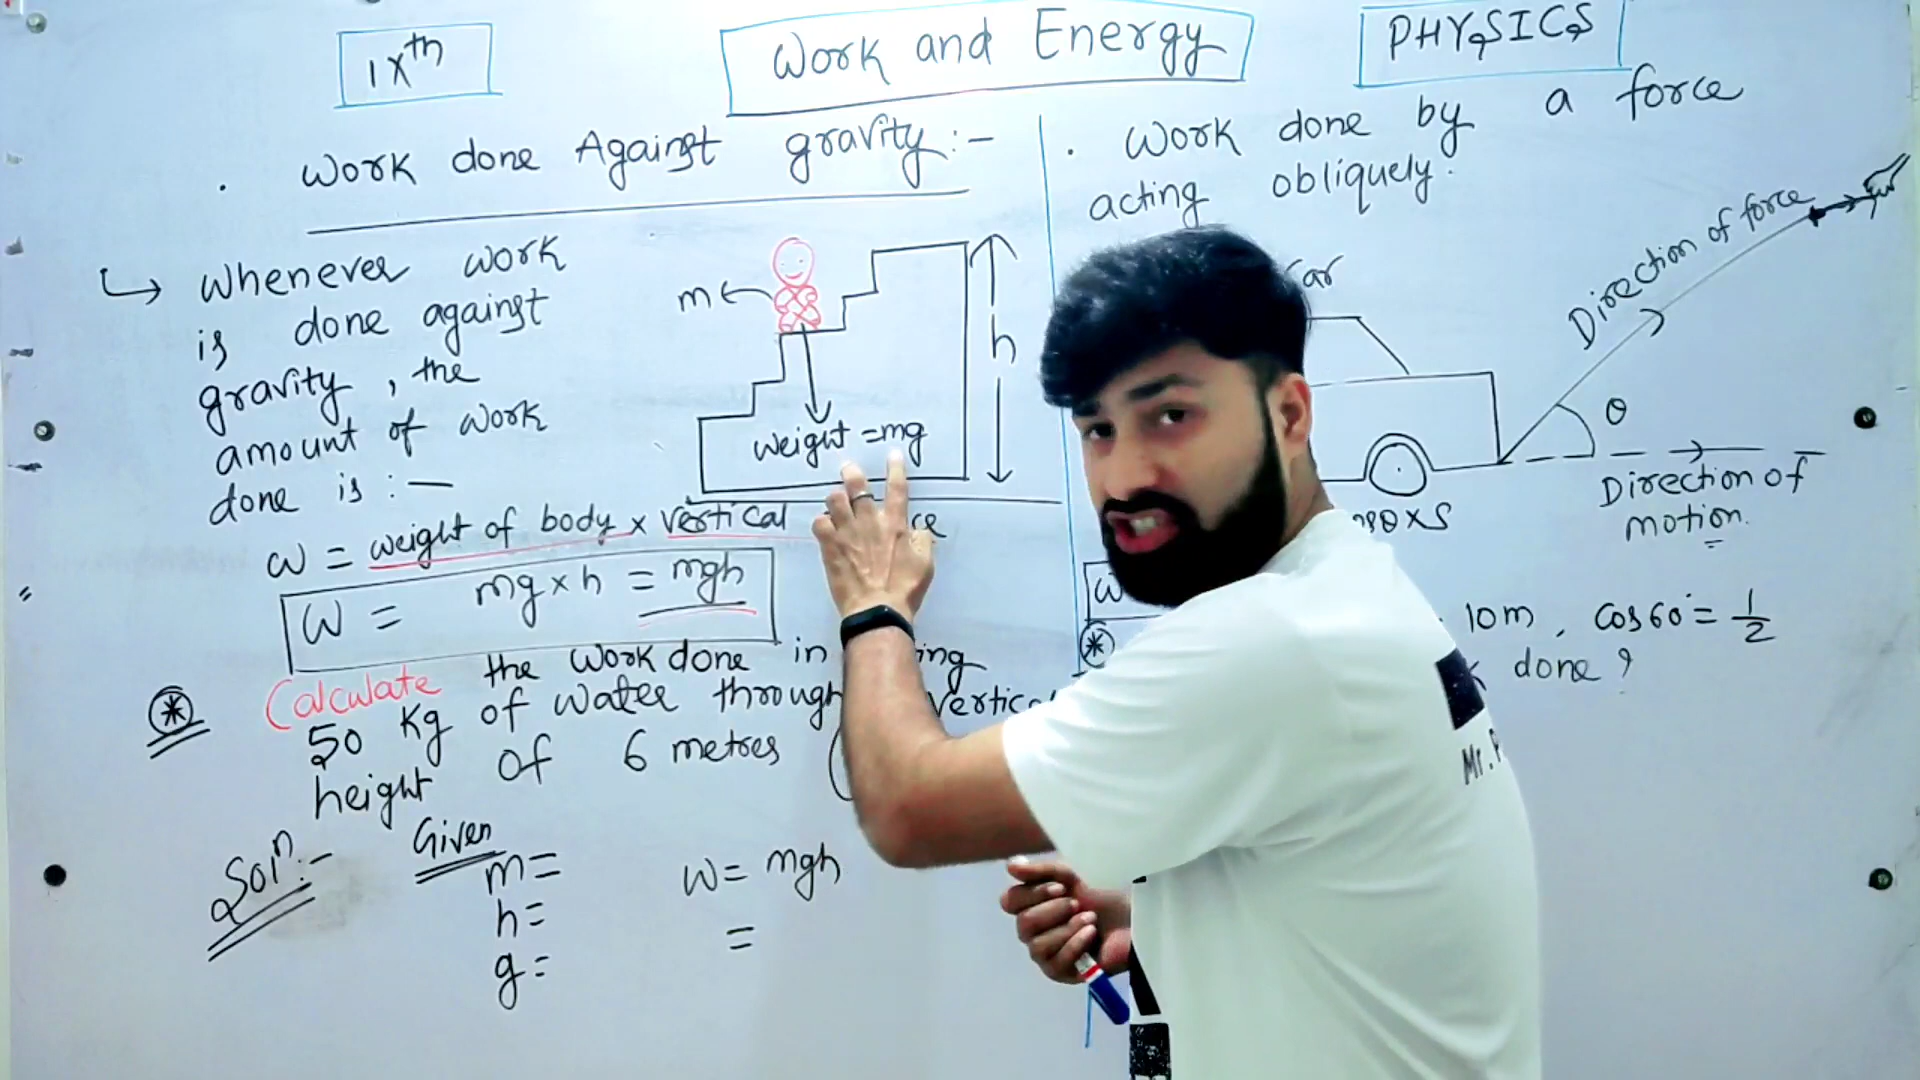 IXth
Work and Energy
PHYSICS
. Work done Against gravity:-
↳ Whenever work
is done against
gravity, the
amount of work
done is :-
W = weight of body x vertical
W = mg x h = mgh
m
Weight = mg
h
* Calculate the work done in
50 kg of water through vertical
height of 6 metres
Soln:-
Given
m=
h=
g=
W = mgh
=
. Work done by a force
acting obliquely.
Direction of force
θ
Direction of
motion.
θ x S
W
* 10m, cos60° = 1/2
done ?
Mr.